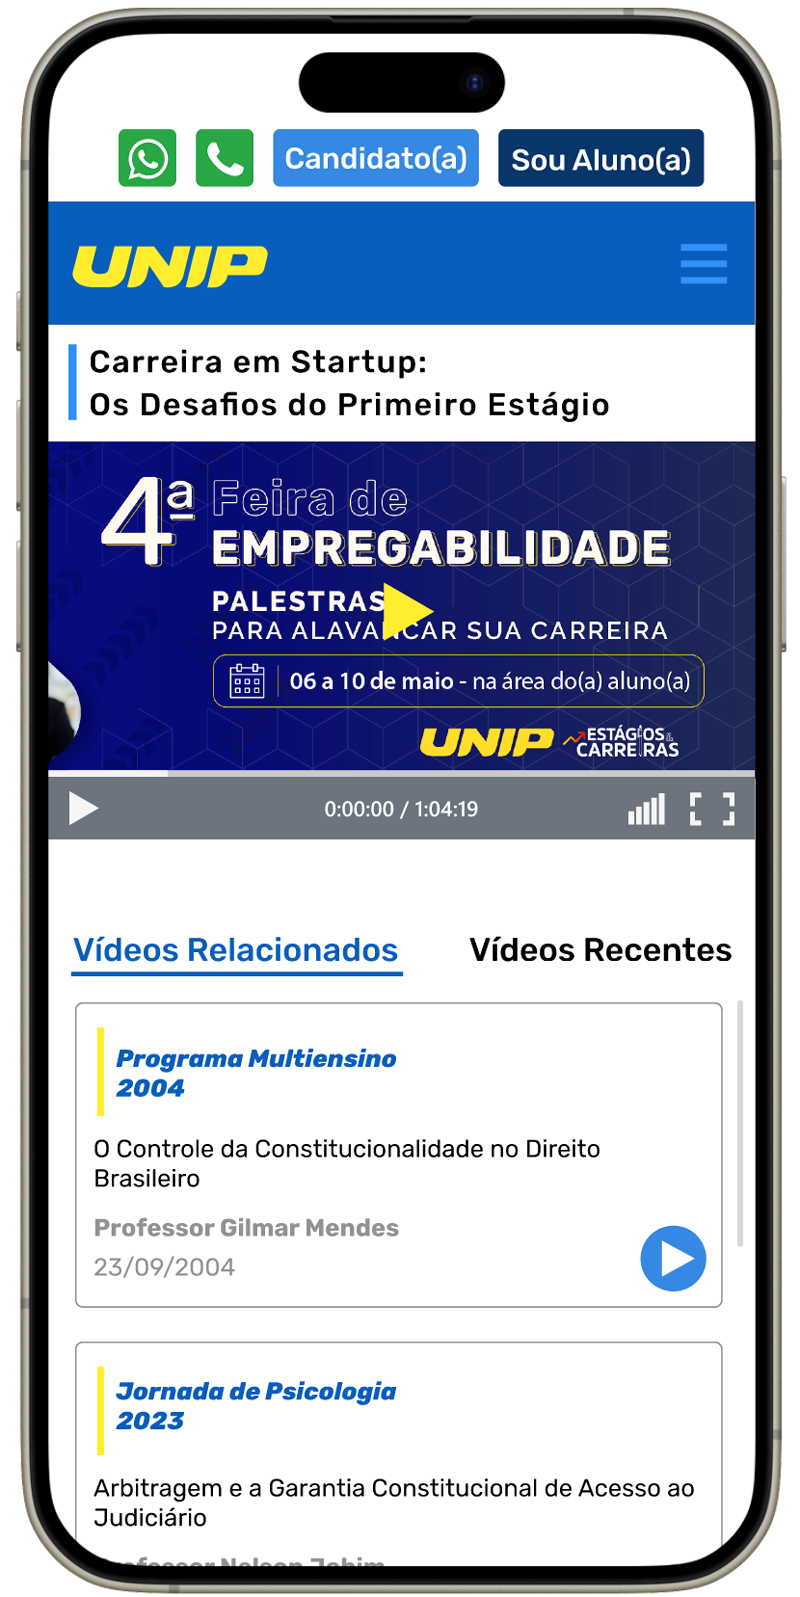 Candidato(a)
Sou Aluno(a)
UNIP
Carreira em Startup:
Os Desafios do Primeiro Estágio
4ª Feira de
EMPREGABILIDADE
PALESTRAS
PARA ALAVANCAR SUA CARREIRA
06 a 10 de maio - na área do(a) aluno(a)
UNIP
ESTÁGIOS
CARREIRAS
0:00:00 / 1:04:19
Vídeos Relacionados
Vídeos Recentes
Programa Multiensino
2004
O Controle da Constitucionalidade no Direito
Brasileiro
Professor Gilmar Mendes
23/09/2004
Jornada de Psicologia
2023
Arbitragem e a Garantia Constitucional de Acesso ao
Judiciário
Professor Nelson Jobim